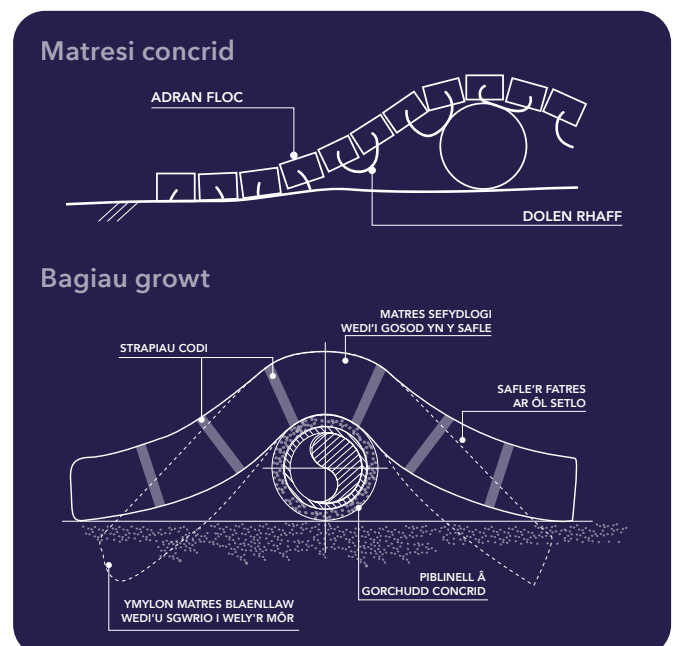 Matresi concrid
ADRAN FLOC
DOLEN RHAFF
Bagiau growt
MATRES SEFYDLOGI
WEDI'I GOSOD YN Y SAFLE
STRAPIAU CODI
SAFLE'R FATRES
AR ÔL SETLO
PIBLINELL Â
GORCHUDD CONCRID
YMYLON MATRES BLAENLLAW
WEDI'U SGWRIO I WELY'R MÔR